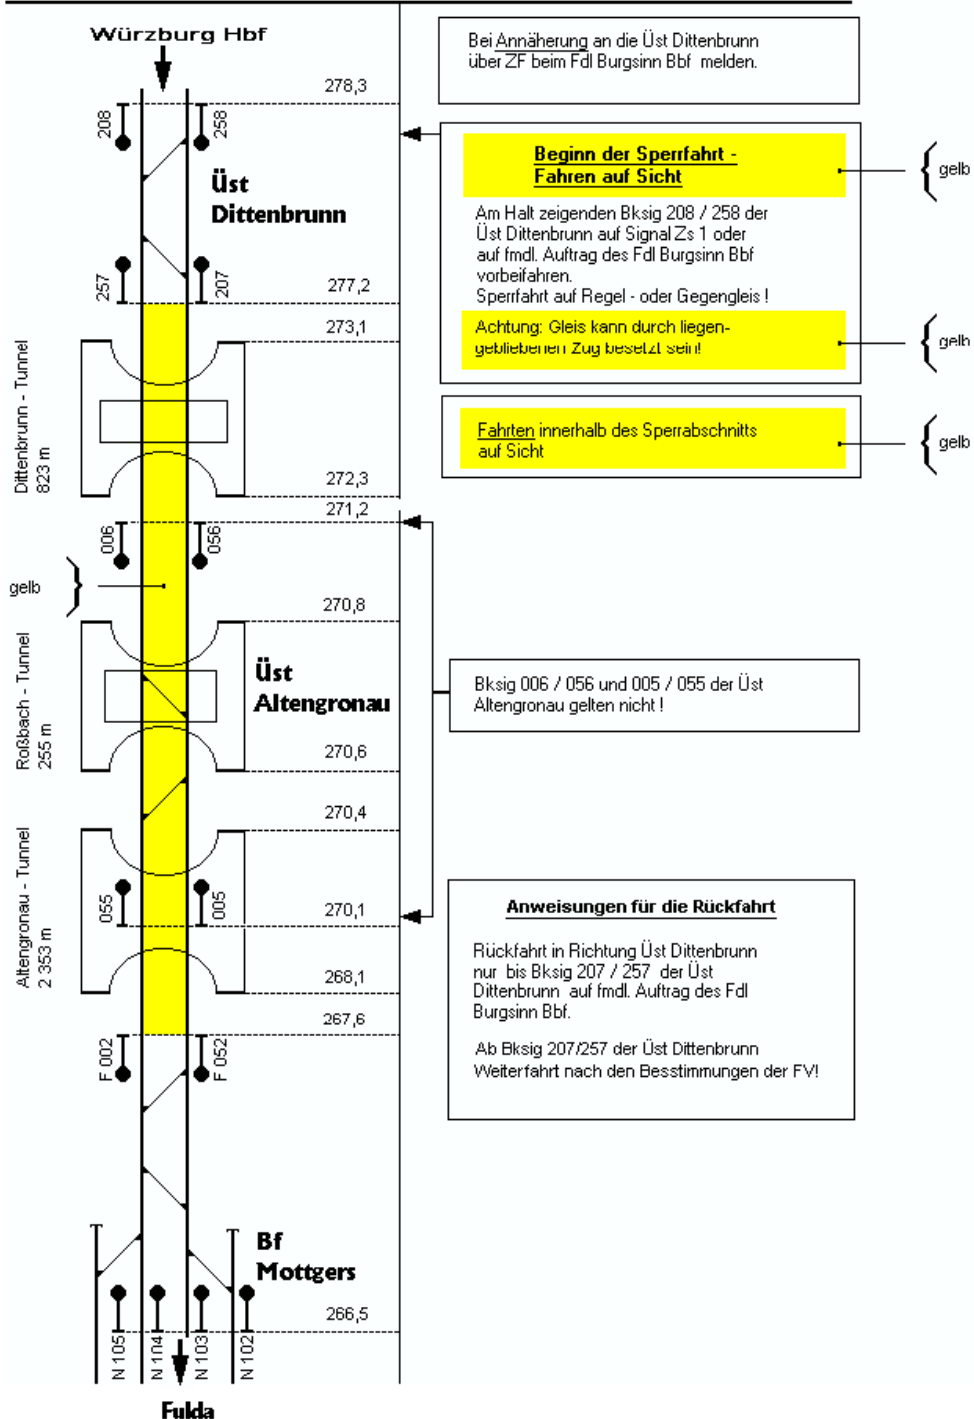 Würzburg Hbf
278,3
208
258
Üst
Dittenbrunn
257
207
277,2
273,1
Dittenbrunn - Tunnel
823 m
272,3
271,2
006
056
gelb
270,8
Roßbach - Tunnel
255 m
Üst
Altengronau
270,6
270,4
Altengronau - Tunnel
2 353 m
055
005
270,1
268,1
267,6
F 002
F 052
Bf
Mottgers
266,5
N 105
N 104
N 103
N 102
Fulda
Bei Annäherung an die Üst Dittenbrunn
über ZF beim Fdl Burgsinn Bbf melden.
Beginn der Sperrfahrt -
Fahren auf Sicht
gelb
Am Halt zeigenden Bksig 208 / 258 der
Üst Dittenbrunn auf Signal Zs 1 oder
auf fmdl. Auftrag des Fdl Burgsinn Bbf
vorbeifahren.
Sperrfahrt auf Regel - oder Gegengleis !
Achtung: Gleis kann durch liegen-
gebliebenen Zug besetzt sein!
gelb
Fahrten innerhalb des Sperrabschnitts
auf Sicht
gelb
Bksig 006 / 056 und 005 / 055 der Üst
Altengronau gelten nicht !
Anweisungen für die Rückfahrt
Rückfahrt in Richtung Üst Dittenbrunn
nur bis Bksig 207 / 257 der Üst
Dittenbrunn auf fmdl. Auftrag des Fdl
Burgsinn Bbf.
Ab Bksig 207/257 der Üst Dittenbrunn
Weiterfahrt nach den Besstimmungen der FV!